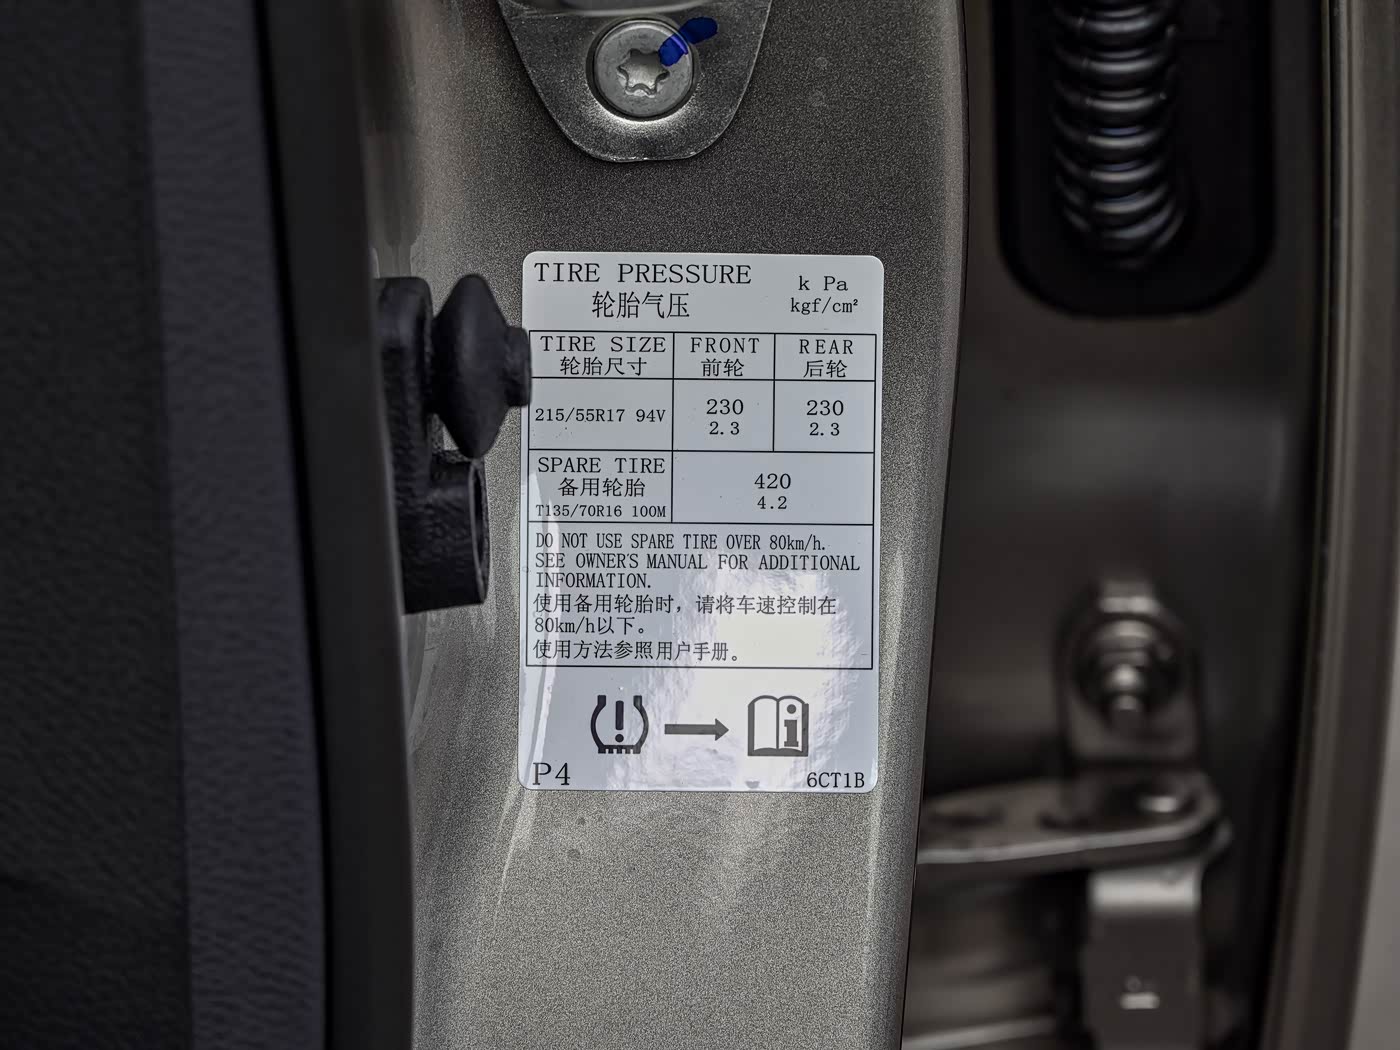 TIRE PRESSURE
轮胎气压
k Pa
kgf/cm²
TIRE SIZE
轮胎尺寸
FRONT
前轮
REAR
后轮
215/55R17 94V
230
2.3
230
2.3
SPARE TIRE
备用轮胎
T135/70R16 100M
420
4.2
DO NOT USE SPARE TIRE OVER 80km/h.
SEE OWNER'S MANUAL FOR ADDITIONAL
INFORMATION.
使用备用轮胎时，请将车速控制在
80km/h以下。
使用方法参照用户手册。
P4
6CT1B